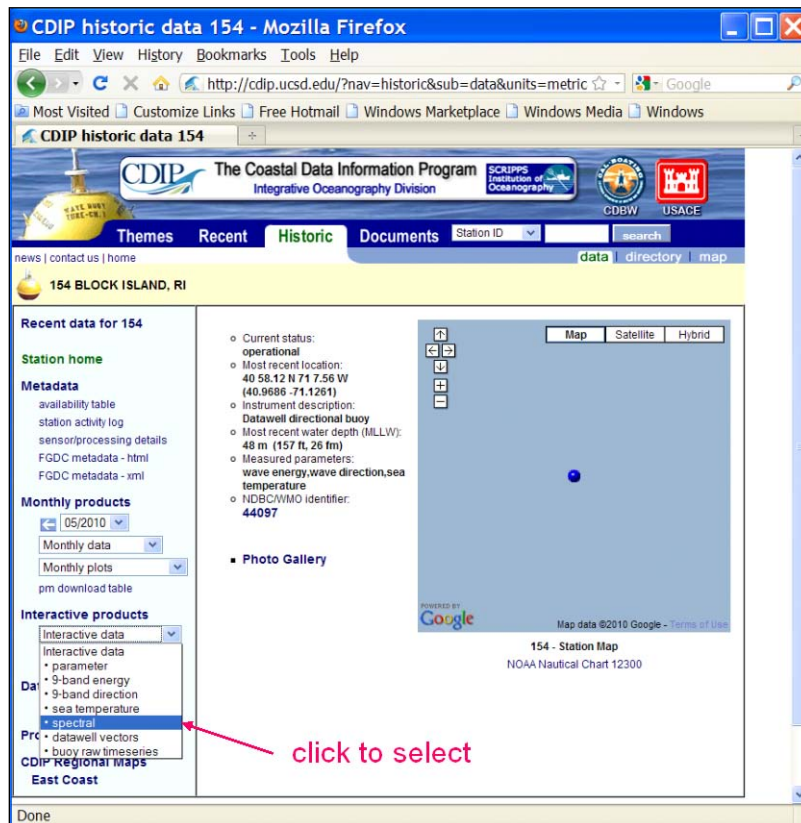 CDIP historic data 154 - Mozilla Firefox
File Edit View History Bookmarks Tools Help
http://cdip.ucsd.edu/?nav=historic&sub=data&units=metric Google
Most Visited Customize Links Free Hotmail Windows Marketplace Windows Media Windows
CDIP historic data 154
CDIP The Coastal Data Information Program
Integrative Oceanography Division
SCRIPPS
Institution of
Oceanography
CDBW USACE
Themes Recent Historic Documents Station ID search
news | contact us | home data | directory | map
154 BLOCK ISLAND, RI
Recent data for 154
Station home
Metadata
availability table
station activity log
sensor/processing details
FGDC metadata - html
FGDC metadata - xml
Monthly products
05/2010
Monthly data
Monthly plots
pm download table
Interactive products
Interactive data
Interactive data
• parameter
• 9-band energy
• 9-band direction
• sea temperature
• spectral
• datawell vectors
• buoy raw timeseries
CDIP Regional Maps
East Coast
Current status:
operational
Most recent location:
40 58.12 N 71 7.56 W
(40.9686 -71.1261)
Instrument description:
Datawell directional buoy
Most recent water depth (MLLW):
48 m (157 ft, 26 fm)
Measured parameters:
wave energy,wave direction,sea
temperature
NDBC/WMO identifier:
44097
Photo Gallery
Map Satellite Hybrid
POWERED BY
Google
Map data ©2010 Google - Terms of Use
154 - Station Map
NOAA Nautical Chart 12300
click to select
Done